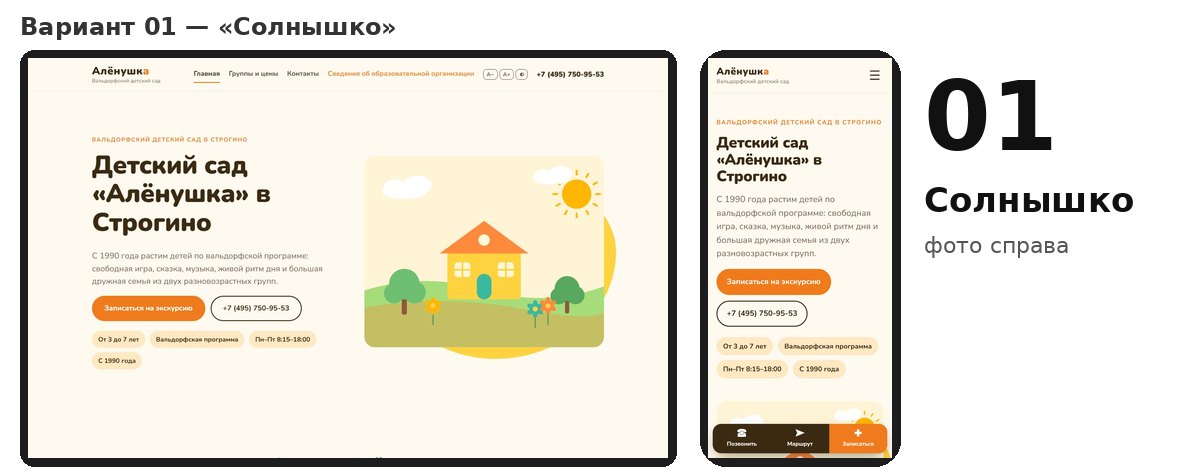 Вариант 01 — «Солнышко»
Алёнушка
Вальдорфский детский сад
Главная Группы и цены Контакты Сведения об образовательной организации A− A+ +7 (495) 750-95-53
ВАЛЬДОРФСКИЙ ДЕТСКИЙ САД В СТРОГИНО
Детский сад
«Алёнушка» в
Строгино
С 1990 года растим детей по вальдорфской программе:
свободная игра, сказка, музыка, живой ритм дня и большая
дружная семья из двух разновозрастных групп.
Записаться на экскурсию +7 (495) 750-95-53
От 3 до 7 лет Вальдорфская программа Пн–Пт 8:15–18:00
С 1990 года
Алёнушка
Вальдорфский детский сад
ВАЛЬДОРФСКИЙ ДЕТСКИЙ САД В СТРОГИНО
Детский сад
«Алёнушка» в
Строгино
С 1990 года растим детей по
вальдорфской программе: свободная
игра, сказка, музыка, живой ритм дня и
большая дружная семья из двух
разновозрастных групп.
Записаться на экскурсию
+7 (495) 750-95-53
От 3 до 7 лет Вальдорфская программа
Пн–Пт 8:15–18:00 С 1990 года
Позвонить Маршрут Записаться
01
Солнышко
фото справа